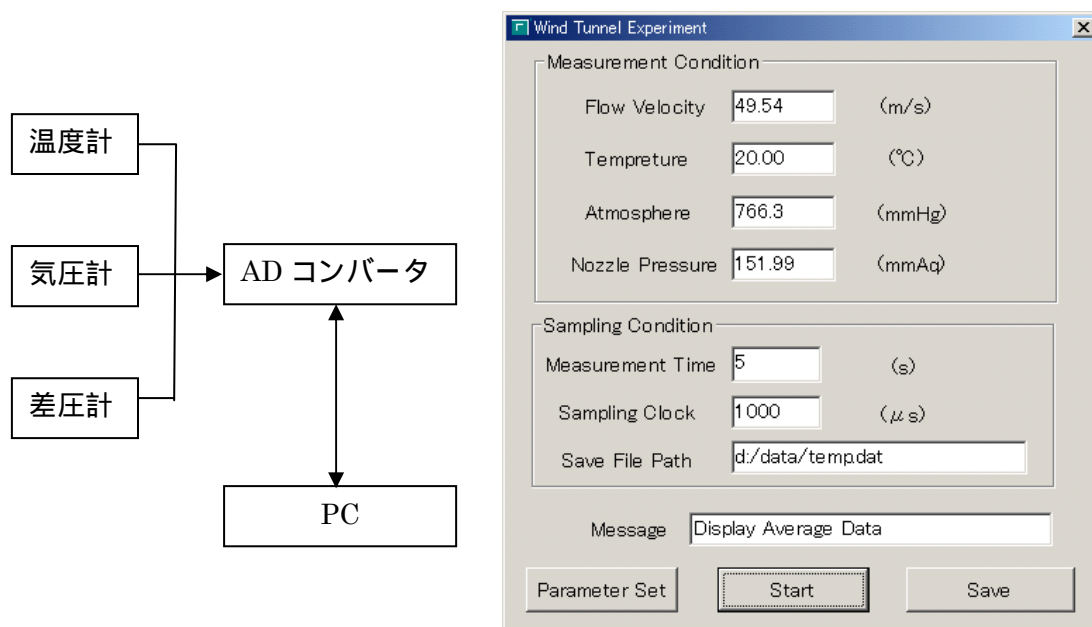 温度計
気圧計
差圧計
AD コンバータ
PC
Wind Tunnel Experiment
Measurement Condition
Flow Velocity 49.54 (m/s)
Tempreture 20.00 (℃)
Atmosphere 766.3 (mmHg)
Nozzle Pressure 151.99 (mmAq)
Sampling Condition
Measurement Time 5 (s)
Sampling Clock 1000 (μs)
Save File Path d:/data/temp.dat
Message Display Average Data
Parameter Set Start Save